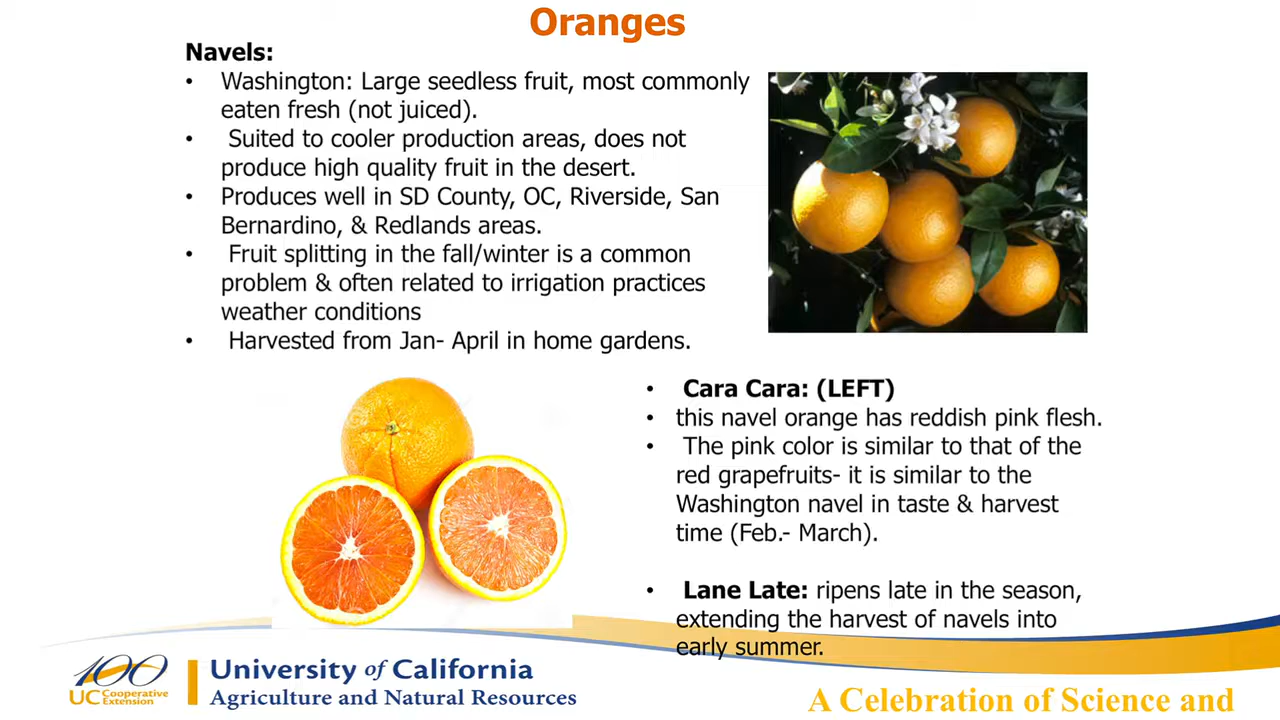 Oranges
Navels:
• Washington: Large seedless fruit, most commonly
eaten fresh (not juiced).
• Suited to cooler production areas, does not
produce high quality fruit in the desert.
• Produces well in SD County, OC, Riverside, San
Bernardino, & Redlands areas.
• Fruit splitting in the fall/winter is a common
problem & often related to irrigation practices
weather conditions
• Harvested from Jan- April in home gardens.
• Cara Cara: (LEFT)
• this navel orange has reddish pink flesh.
• The pink color is similar to that of the
red grapefruits- it is similar to the
Washington navel in taste & harvest
time (Feb.- March).
• Lane Late: ripens late in the season,
extending the harvest of navels into
early summer.
100
UC Cooperative
Extension
University of California
Agriculture and Natural Resources
A Celebration of Science and